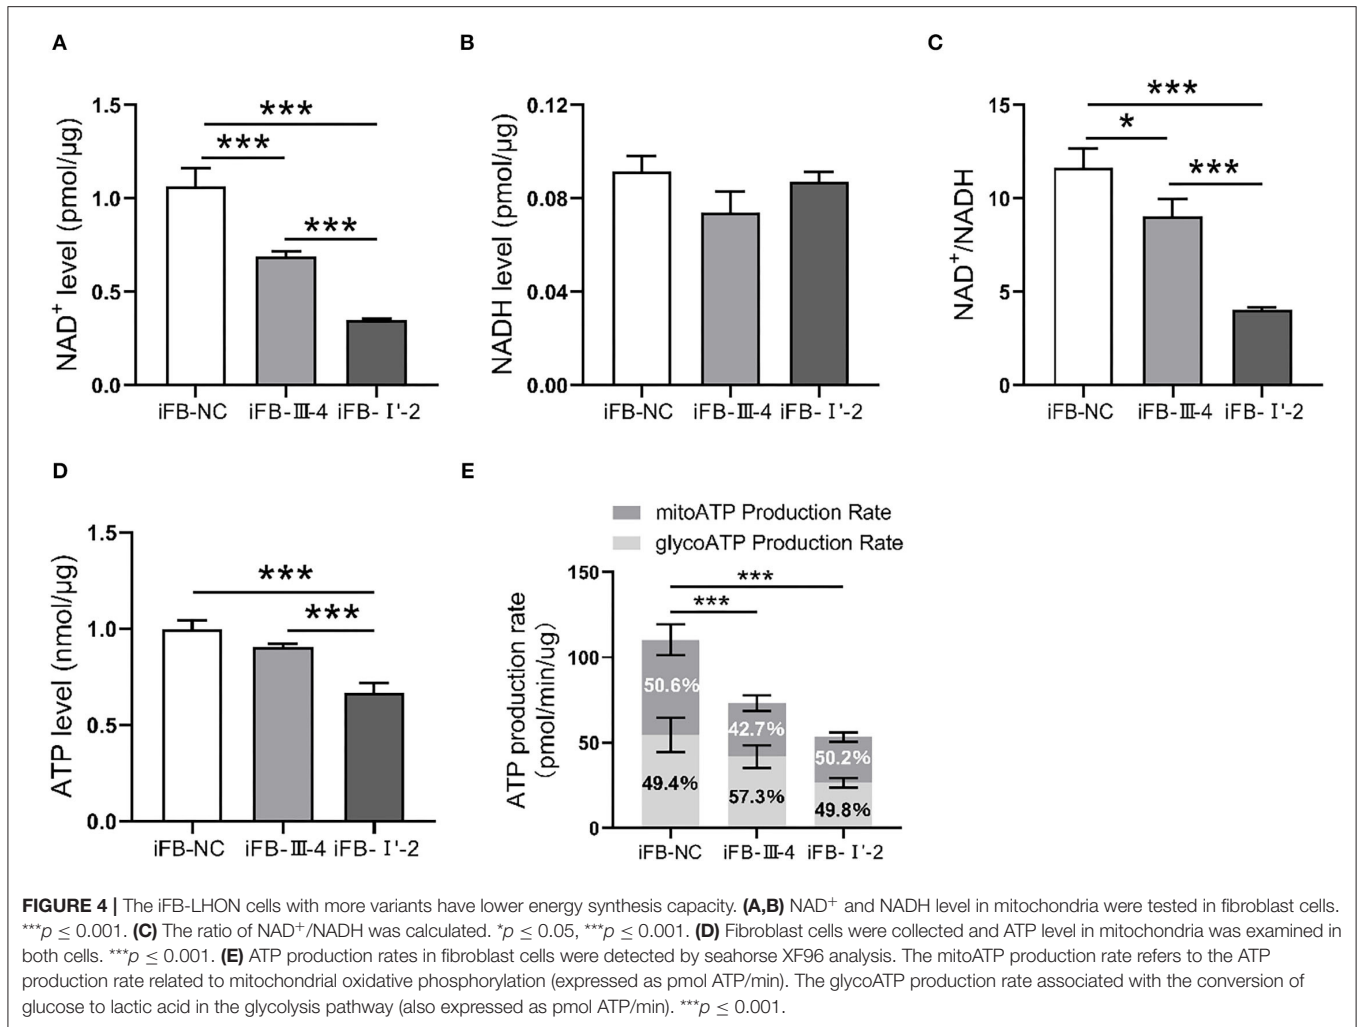 A
NAD+ level (pmol/µg)
1.5
1.0
0.5
0.0
***
***
***
iFB-NC iFB-Ⅲ-4 iFB-Ⅰ'-2
B
NADH level (pmol/µg)
0.12
0.08
0.04
0.00
iFB-NC iFB-Ⅲ-4 iFB-Ⅰ'-2
C
NAD+/NADH
15
10
5
0
***
*
***
iFB-NC iFB-Ⅲ-4 iFB-Ⅰ'-2
D
ATP level (nmol/µg)
1.5
1.0
0.5
0.0
***
***
iFB-NC iFB-Ⅲ-4 iFB-Ⅰ'-2
E
mitoATP Production Rate
glycoATP Production Rate
ATP production rate
(pmol/min/ug)
150
100
50
0
***
***
50.6%
49.4%
42.7%
57.3%
50.2%
49.8%
iFB-NC iFB-Ⅲ-4 iFB-Ⅰ'-2
FIGURE 4 | The iFB-LHON cells with more variants have lower energy synthesis capacity. (A,B) NAD+ and NADH level in mitochondria were tested in fibroblast cells.
***p ≤ 0.001. (C) The ratio of NAD+/NADH was calculated. *p ≤ 0.05, ***p ≤ 0.001. (D) Fibroblast cells were collected and ATP level in mitochondria was examined in
both cells. ***p ≤ 0.001. (E) ATP production rates in fibroblast cells were detected by seahorse XF96 analysis. The mitoATP production rate refers to the ATP
production rate related to mitochondrial oxidative phosphorylation (expressed as pmol ATP/min). The glycoATP production rate associated with the conversion of
glucose to lactic acid in the glycolysis pathway (also expressed as pmol ATP/min). ***p ≤ 0.001.